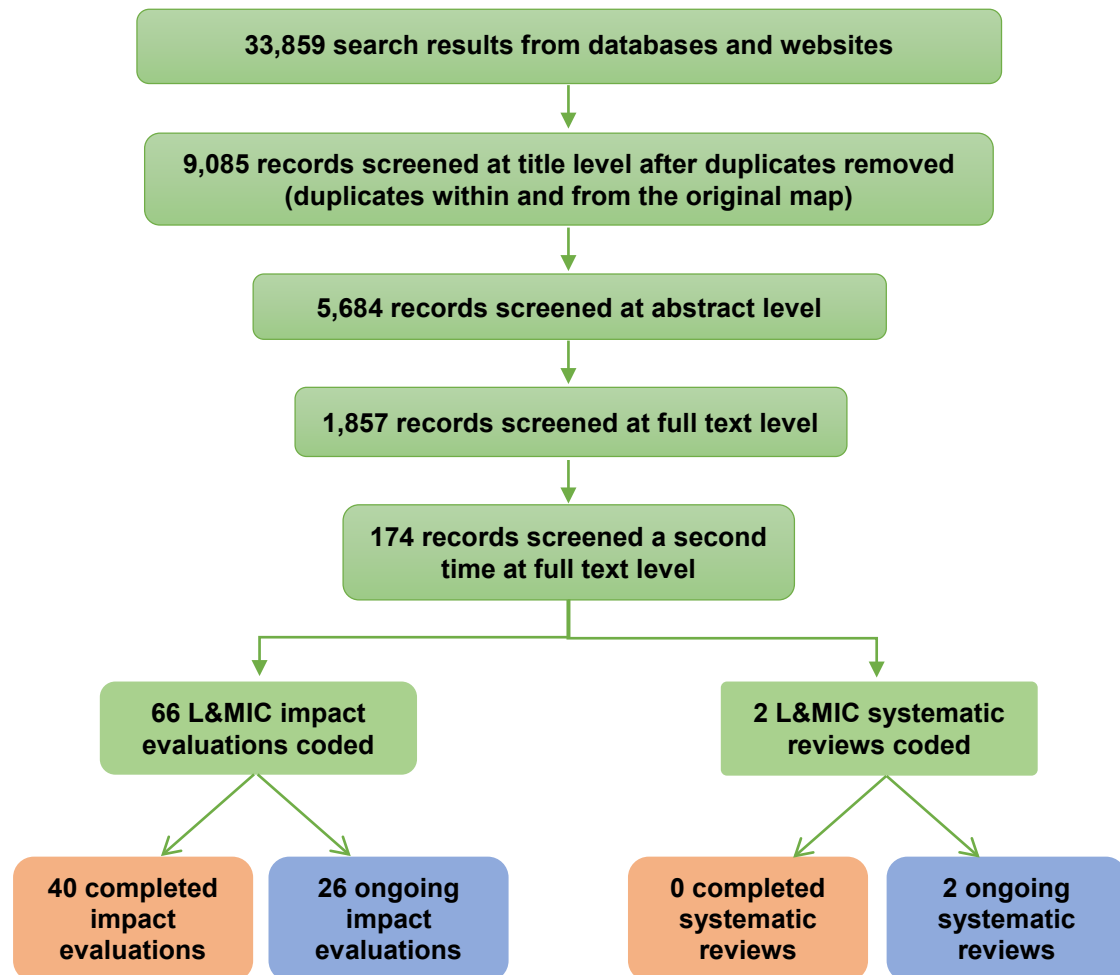 33,859 search results from databases and websites
9,085 records screened at title level after duplicates removed
(duplicates within and from the original map)
5,684 records screened at abstract level
1,857 records screened at full text level
174 records screened a second
time at full text level
66 L&MIC impact
evaluations coded
2 L&MIC systematic
reviews coded
40 completed
impact
evaluations
26 ongoing
impact
evaluations
0 completed
systematic
reviews
2 ongoing
systematic
reviews